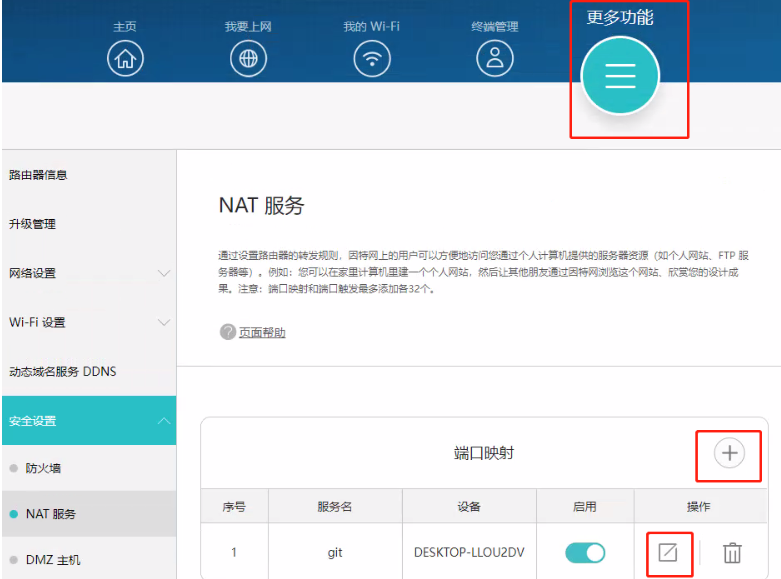 主页
我要上网
我的 Wi-Fi
终端管理
更多功能
路由器信息
升级管理
网络设置
Wi-Fi 设置
动态域名服务 DDNS
安全设置
防火墙
NAT 服务
DMZ 主机
NAT 服务
通过设置路由器的转发规则，因特网上的用户可以方便地访问您通过个人计算机提供的服务器资源（如个人网站、FTP 服
务器等）。例如：您可以在家里计算机里建一个个人网站，然后让其他朋友通过因特网浏览这个网站、欣赏您的设计成
果。注意：端口映射和端口触发最多添加各32个。
? 页面帮助
端口映射
序号 服务名 设备 启用 操作
1 git DESKTOP-LLOU2DV